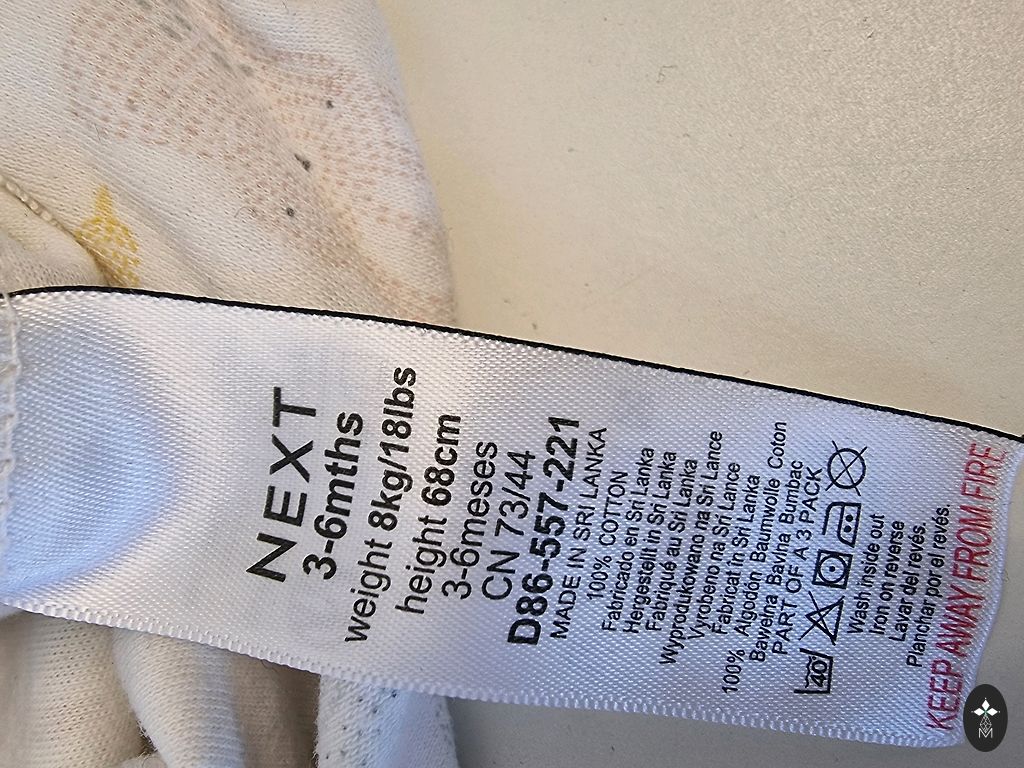 NEXT
3-6mths
weight 8kg/18lbs
height 68cm
3-6meses
CN 73/44
D86-557-221
MADE IN SRI LANKA
100% COTTON
Fabricado en Sri Lanka
Hergestellt in Sri Lanka
Fabriqué au Sri Lanka
Wyprodukowano na Sri Lance
Vyrobeno na Sri Lance
Fabricat in Sri Lanka
100% Algodón Baumwolle Coton
Bawełna Bavlna Bumbac
PART OF A 3 PACK
40
Wash inside out
Iron on reverse
Lavar del revés.
Planchar por el revés.
KEEP AWAY FROM FIRE